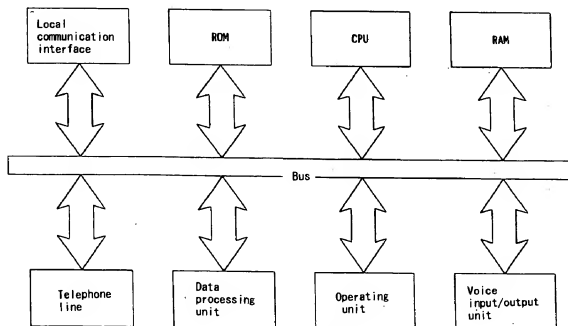 Local
communication
interface
ROM
CPU
RAM
Bus
Telephone
line
Data
processing
unit
Operating
unit
Voice
input/output
unit